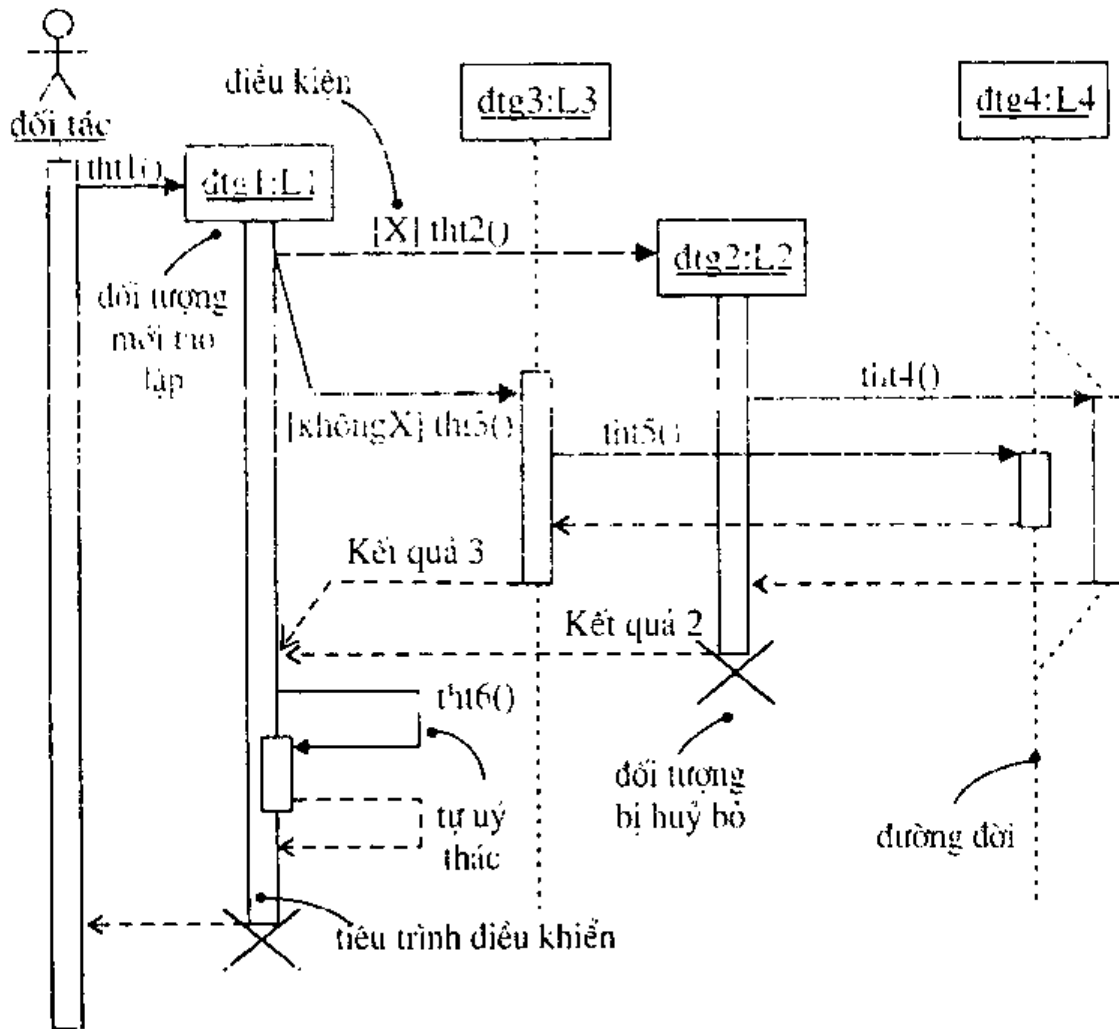 điều kiện
đtg3:L3
đtg4:L4
đối tác
tht1()
đtg1:L1
[X] tht2()
đtg2:L2
đối tượng
mới tạo
lập
tht4()
[khôngX] tht3()
tht5()
Kết quả 3
Kết quả 2
tht6()
đối tượng
bị huỷ bỏ
tự uỷ
thác
đường đời
tiêu trình điều khiển